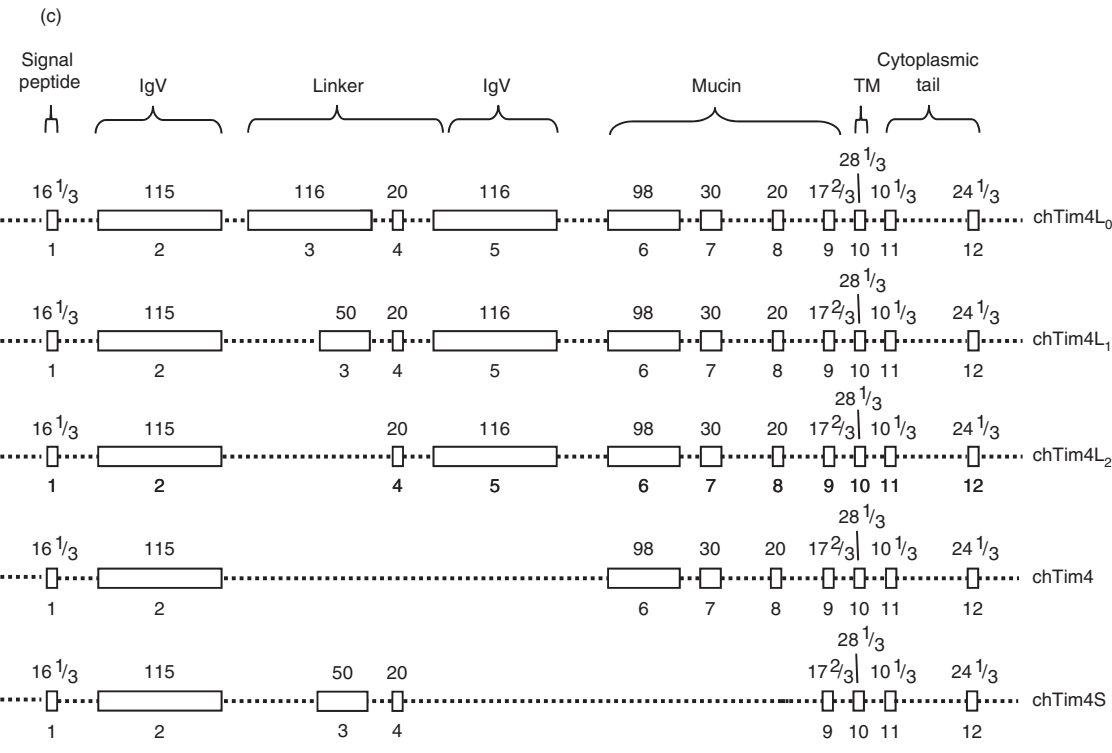 (c)
Signal peptide IgV Linker IgV Mucin TM Cytoplasmic tail
28 1/3
16 1/3 115 116 20 116 98 30 20 17 2/3 10 1/3 24 1/3
chTim4L0
1 2 3 4 5 6 7 8 9 10 11 12
28 1/3
16 1/3 115 50 20 116 98 30 20 17 2/3 10 1/3 24 1/3
chTim4L1
1 2 3 4 5 6 7 8 9 10 11 12
28 1/3
16 1/3 115 20 116 98 30 20 17 2/3 10 1/3 24 1/3
chTim4L2
1 2 4 5 6 7 8 9 10 11 12
28 1/3
16 1/3 115 98 30 20 17 2/3 10 1/3 24 1/3
chTim4
1 2 6 7 8 9 10 11 12
28 1/3
16 1/3 115 50 20 17 2/3 10 1/3 24 1/3
chTim4S
1 2 3 4 9 10 11 12